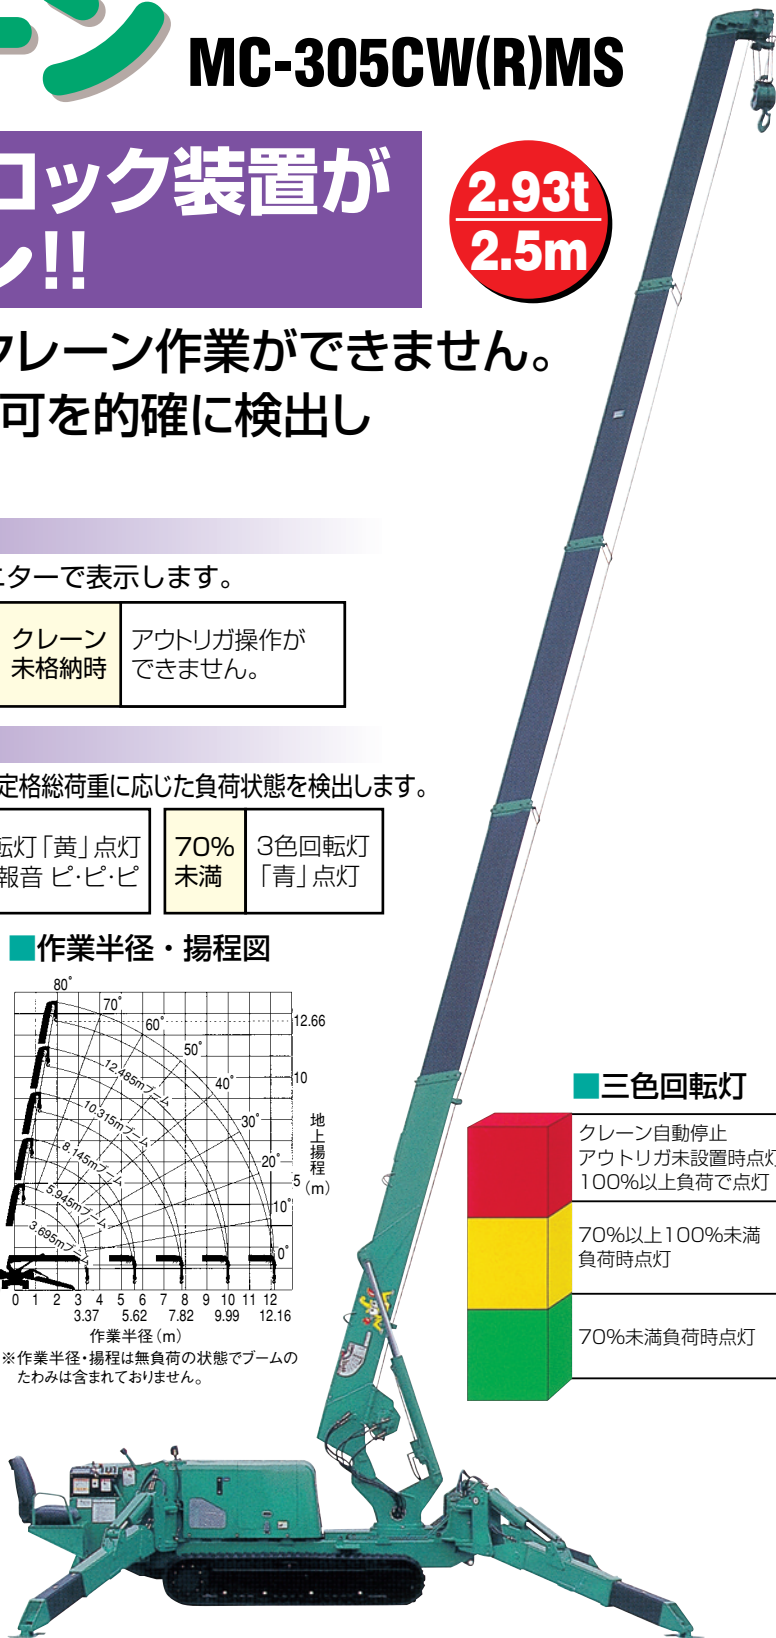 ーン
MC-305CW(R)MS
ロック装置が
ン!!
2.93t
2.5m
クレーン作業ができません。
可を的確に検出し
ニターで表示します。
クレーン
未格納時
アウトリガ操作が
できません。
定格総荷重に応じた負荷状態を検出します。
転灯「黄」点灯
報音 ピ・ピ・ピ
70%
未満
3色回転灯
「青」点灯
■作業半径・揚程図
80°
70°
60°
50°
40°
30°
20°
10°
0°
12.66
10
5
地上揚程(m)
12.485mブーム
10.315mブーム
8.145mブーム
5.945mブーム
3.695mブーム
0 1 2 3 4 5 6 7 8 9 10 11 12
3.37 5.62 7.82 9.99 12.16
作業半径(m)
※作業半径・揚程は無負荷の状態でブームの
たわみは含まれておりません。
■三色回転灯
クレーン自動停止
アウトリガ未設置時点灯
100%以上負荷で点灯
70%以上100%未満
負荷時点灯
70%未満負荷時点灯